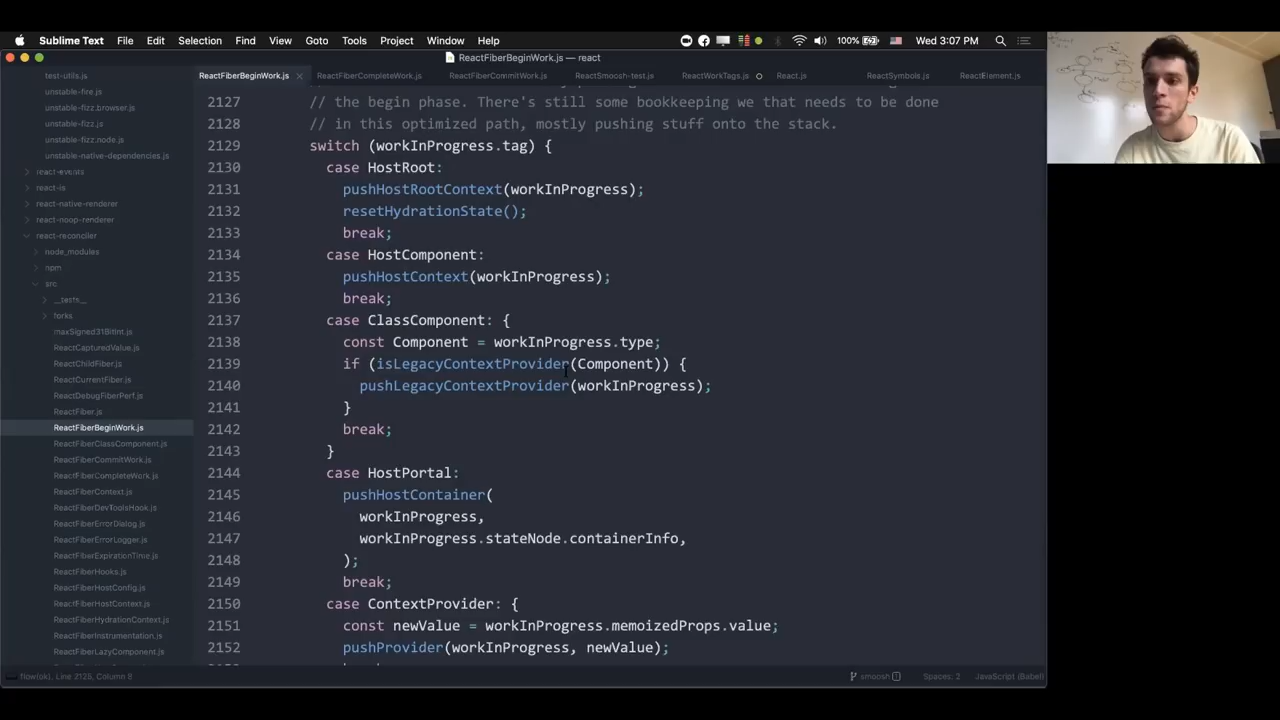 Sublime Text File Edit Selection Find Goto Tools Project Window Help 100% Wed 3:07 PM
ReactFiberBeginWork.js — react
ReactFiberBeginWork.js ReactFiberCompleteWork.js ReactFiberCommitWork.js ReactSmoosh-test.js ReactWorkTags.js React.js ReactSymbols.js ReactElement.js
test-utils.js
unstable-fire.js
unstable-fizz.browser.js
unstable-fizz.js
unstable-fizz.node.js
unstable-native-dependencies.js
react-events
react-is
react-native-renderer
react-noop-renderer
react-reconciler
node_modules
npm
src
__tests__
forks
maxSigned31BitInt.js
ReactCapturedValue.js
ReactChildFiber.js
ReactCurrentFiber.js
ReactDebugFiberPerf.js
ReactFiber.js
ReactFiberBeginWork.js
ReactFiberClassComponent.js
ReactFiberCommitWork.js
ReactFiberCompleteWork.js
ReactFiberContext.js
ReactFiberDevToolsHook.js
ReactFiberErrorDialog.js
ReactFiberErrorLogger.js
ReactFiberExpirationTime.js
ReactFiberHooks.js
ReactFiberHostConfig.js
ReactFiberHostContext.js
ReactFiberHydrationContext.js
ReactFiberInstrumentation.js
ReactFiberLazyComponent.js
2127 // the begin phase. There's still some bookkeeping we that needs to be done
2128 // in this optimized path, mostly pushing stuff onto the stack.
2129 switch (workInProgress.tag) {
2130 case HostRoot:
2131 pushHostRootContext(workInProgress);
2132 resetHydrationState();
2133 break;
2134 case HostComponent:
2135 pushHostContext(workInProgress);
2136 break;
2137 case ClassComponent: {
2138 const Component = workInProgress.type;
2139 if (isLegacyContextProvider(Component)) {
2140 pushLegacyContextProvider(workInProgress);
2141 }
2142 break;
2143 }
2144 case HostPortal:
2145 pushHostContainer(
2146 workInProgress,
2147 workInProgress.stateNode.containerInfo,
2148 );
2149 break;
2150 case ContextProvider: {
2151 const newValue = workInProgress.memoizedProps.value;
2152 pushProvider(workInProgress, newValue);
flow(ok), Line 2125, Column 8 smoosh Spaces: 2 JavaScript (Babel)